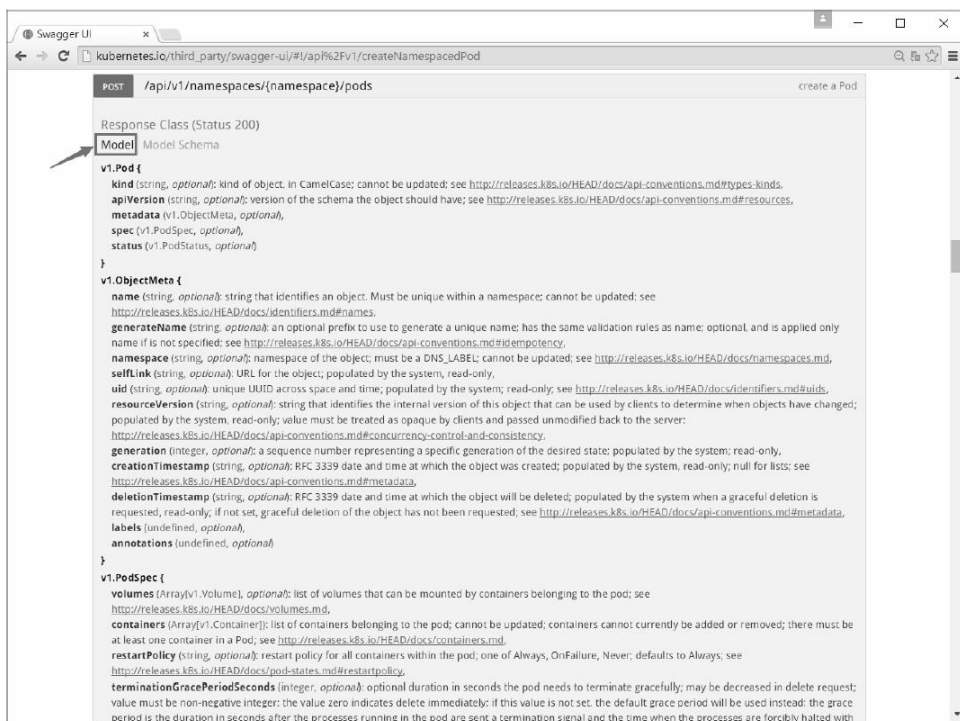 Swagger UI
kubernetes.io/third_party/swagger-ui/#!/api%2Fv1/createNamespacedPod
POST /api/v1/namespaces/{namespace}/pods create a Pod
Response Class (Status 200)
Model Model Schema
v1.Pod {
kind (string, optional): kind of object, in CamelCase; cannot be updated; see http://releases.k8s.io/HEAD/docs/api-conventions.md#types-kinds,
apiVersion (string, optional): version of the schema the object should have; see http://releases.k8s.io/HEAD/docs/api-conventions.md#resources,
metadata (v1.ObjectMeta, optional),
spec (v1.PodSpec, optional),
status (v1.PodStatus, optional)
}
v1.ObjectMeta {
name (string, optional): string that identifies an object. Must be unique within a namespace; cannot be updated; see
http://releases.k8s.io/HEAD/docs/identifiers.md#names,
generateName (string, optional): an optional prefix to use to generate a unique name; has the same validation rules as name; optional, and is applied only
name if is not specified; see http://releases.k8s.io/HEAD/docs/api-conventions.md#idempotency,
namespace (string, optional): namespace of the object; must be a DNS_LABEL; cannot be updated; see http://releases.k8s.io/HEAD/docs/namespaces.md,
selfLink (string, optional): URL for the object; populated by the system, read-only,
uid (string, optional): unique UUID across space and time; populated by the system; read-only; see http://releases.k8s.io/HEAD/docs/identifiers.md#uids,
resourceVersion (string, optional): string that identifies the internal version of this object that can be used by clients to determine when objects have changed;
populated by the system, read-only; value must be treated as opaque by clients and passed unmodified back to the server:
http://releases.k8s.io/HEAD/docs/api-conventions.md#concurrency-control-and-consistency,
generation (integer, optional): a sequence number representing a specific generation of the desired state; populated by the system; read-only,
creationTimestamp (string, optional): RFC 3339 date and time at which the object was created; populated by the system, read-only; null for lists; see
http://releases.k8s.io/HEAD/docs/api-conventions.md#metadata,
deletionTimestamp (string, optional): RFC 3339 date and time at which the object will be deleted; populated by the system when a graceful deletion is
requested, read-only; if not set, graceful deletion of the object has not been requested; see http://releases.k8s.io/HEAD/docs/api-conventions.md#metadata,
labels (undefined, optional),
annotations (undefined, optional)
}
v1.PodSpec {
volumes (Array[v1.Volume], optional): list of volumes that can be mounted by containers belonging to the pod; see
http://releases.k8s.io/HEAD/docs/volumes.md,
containers (Array[v1.Container]): list of containers belonging to the pod; cannot be updated; containers cannot currently be added or removed; there must be
at least one container in a Pod; see http://releases.k8s.io/HEAD/docs/containers.md,
restartPolicy (string, optional): restart policy for all containers within the pod; one of Always, OnFailure, Never; defaults to Always; see
http://releases.k8s.io/HEAD/docs/pod-states.md#restartpolicy,
terminationGracePeriodSeconds (integer, optional): optional duration in seconds the pod needs to terminate gracefully; may be decreased in delete request;
value must be non-negative integer; the value zero indicates delete immediately; if this value is not set, the default grace period will be used instead; the grace
period is the duration in seconds after the processes running in the pod are sent a termination signal and the time when the processes are forcibly halted with